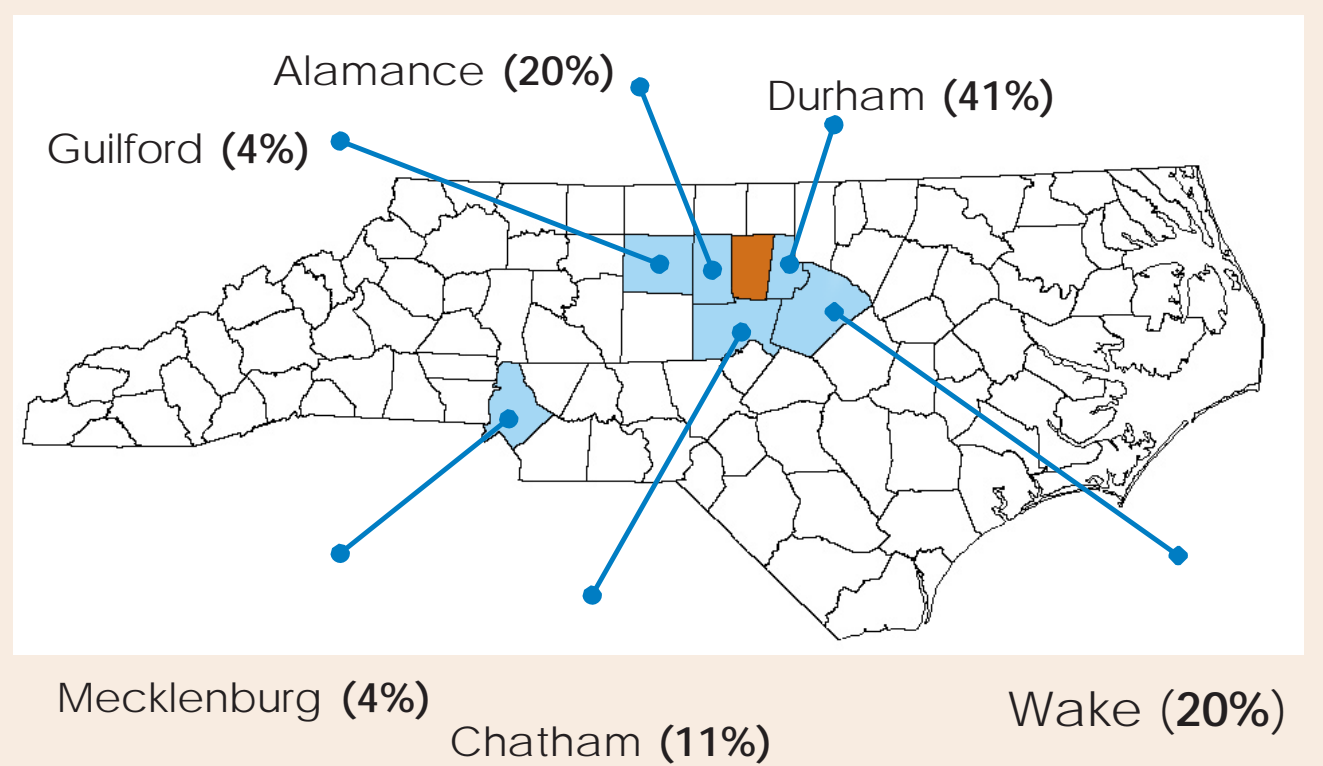 Alamance (20%)
Durham (41%)
Guilford (4%)
Mecklenburg (4%)
Wake (20%)
Chatham (11%)